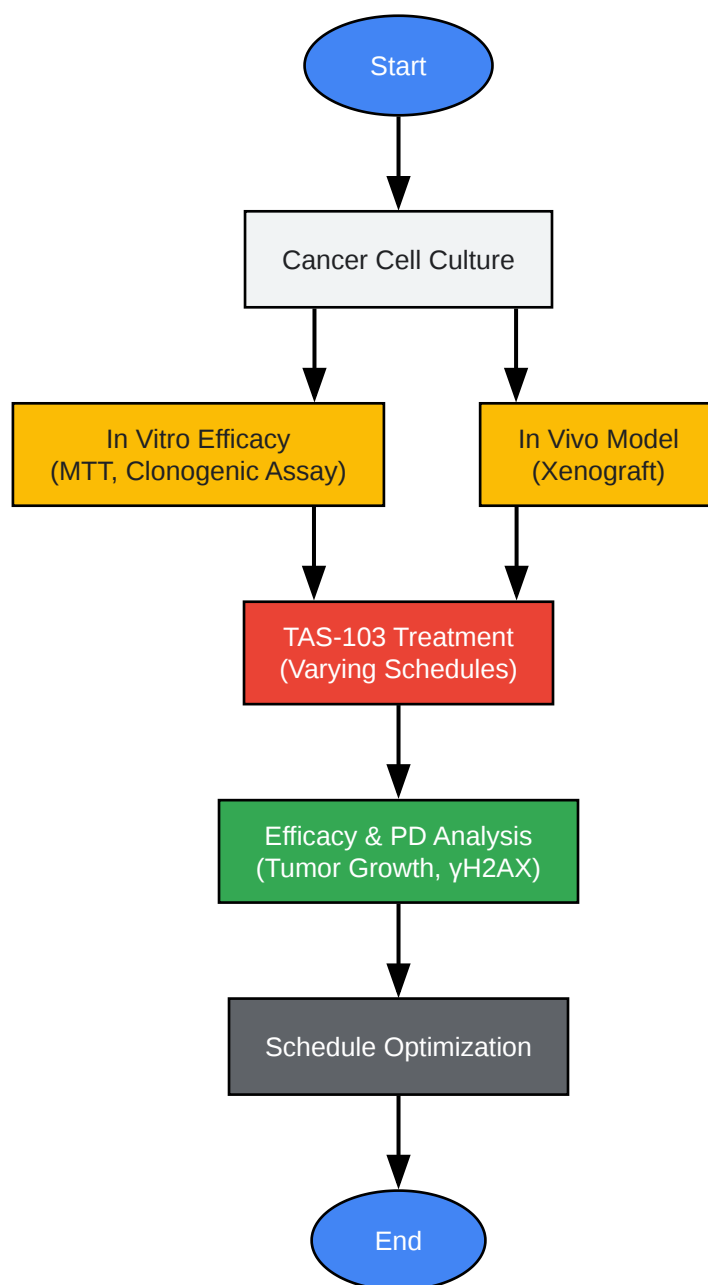 Start
Cancer Cell Culture
In Vitro Efficacy
(MTT, Clonogenic Assay)
In Vivo Model
(Xenograft)
TAS-103 Treatment
(Varying Schedules)
Efficacy & PD Analysis
(Tumor Growth, γH2AX)
Schedule Optimization
End